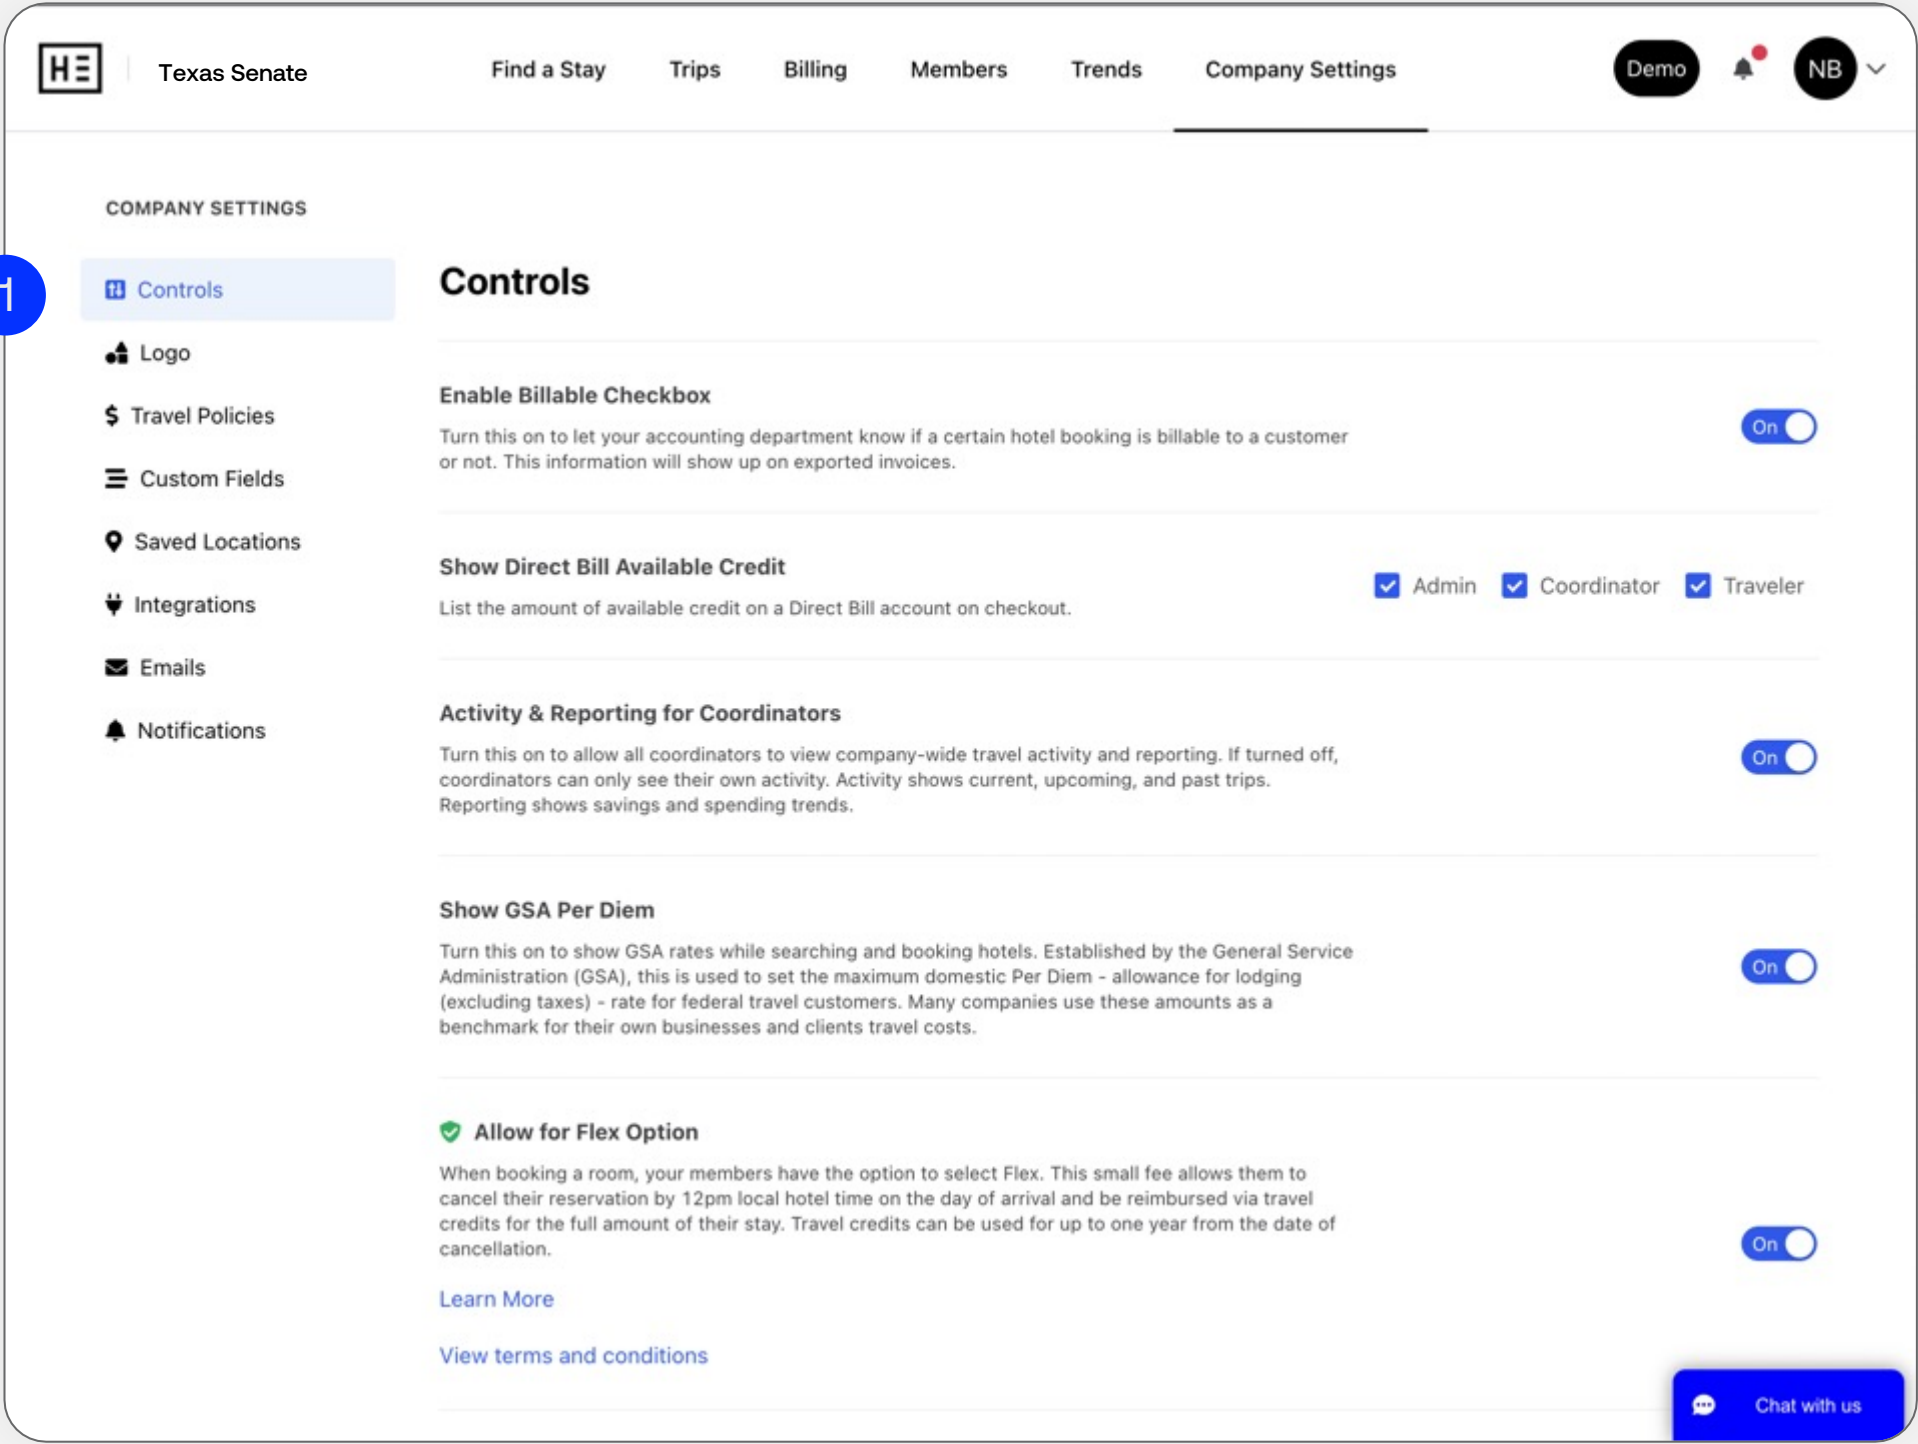 HE
Texas Senate
Find a Stay
Trips
Billing
Members
Trends
Company Settings
Demo
NB
COMPANY SETTINGS
1
Controls
Logo
$ Travel Policies
Custom Fields
Saved Locations
Integrations
Emails
Notifications
Controls
Enable Billable Checkbox
Turn this on to let your accounting department know if a certain hotel booking is billable to a customer
or not. This information will show up on exported invoices.
On
Show Direct Bill Available Credit
List the amount of available credit on a Direct Bill account on checkout.
Admin
Coordinator
Traveler
Activity & Reporting for Coordinators
Turn this on to allow all coordinators to view company-wide travel activity and reporting. If turned off,
coordinators can only see their own activity. Activity shows current, upcoming, and past trips.
Reporting shows savings and spending trends.
On
Show GSA Per Diem
Turn this on to show GSA rates while searching and booking hotels. Established by the General Service
Administration (GSA), this is used to set the maximum domestic Per Diem - allowance for lodging
(excluding taxes) - rate for federal travel customers. Many companies use these amounts as a
benchmark for their own businesses and clients travel costs.
On
Allow for Flex Option
When booking a room, your members have the option to select Flex. This small fee allows them to
cancel their reservation by 12pm local hotel time on the day of arrival and be reimbursed via travel
credits for the full amount of their stay. Travel credits can be used for up to one year from the date of
cancellation.
On
Learn More
View terms and conditions
Chat with us